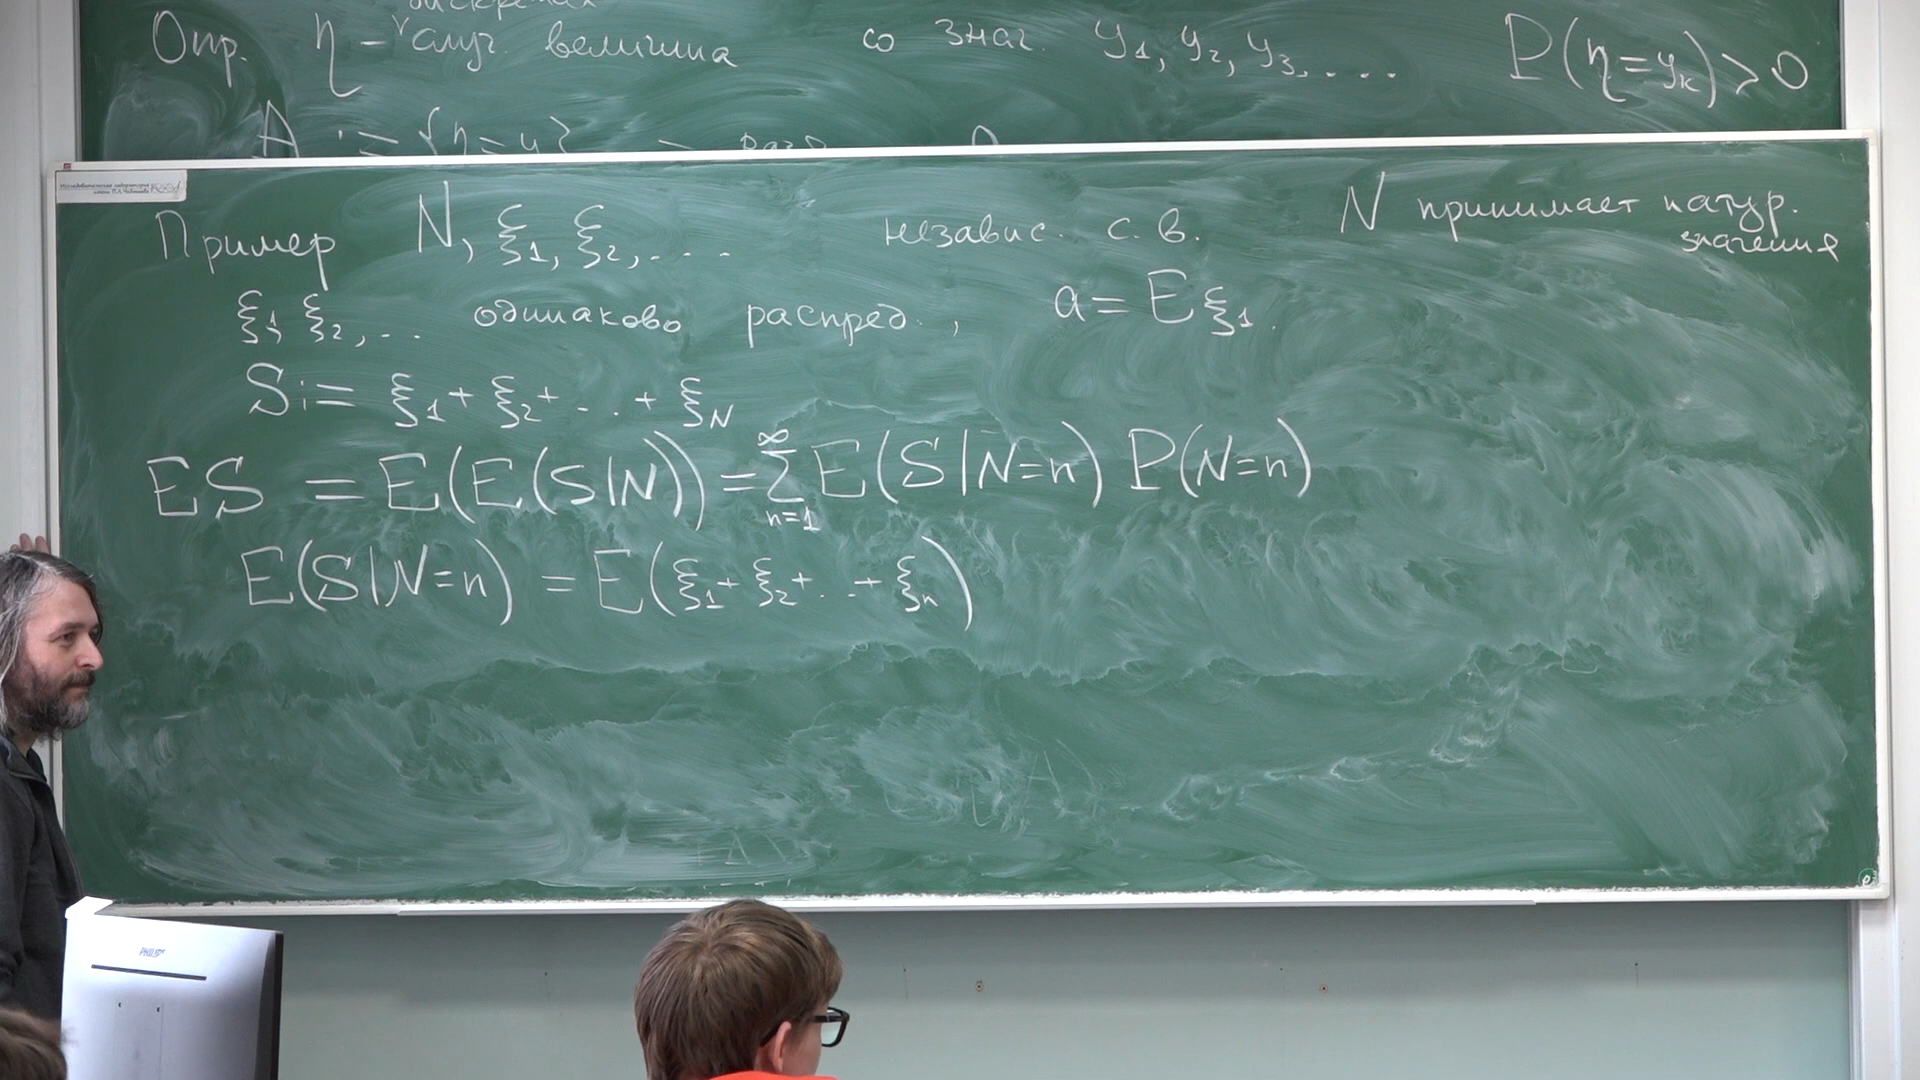 Опр. η – случ. величина со знач. y₁, y₂, y₃, .... P(η=yₖ)>0
Пример N, ξ₁, ξ₂, ... независ. с. в. N принимает натур. значения
ξ₁, ξ₂, ... одинаково распред., a = Eξ₁.
S := ξ₁ + ξ₂ + ... + ξ_N
ES = E(E(S|N)) = ∑_{n=1}^{∞} E(S|N=n) P(N=n)
E(S|N=n) = E(ξ₁ + ξ₂ + ... + ξₙ)
PHILIPS